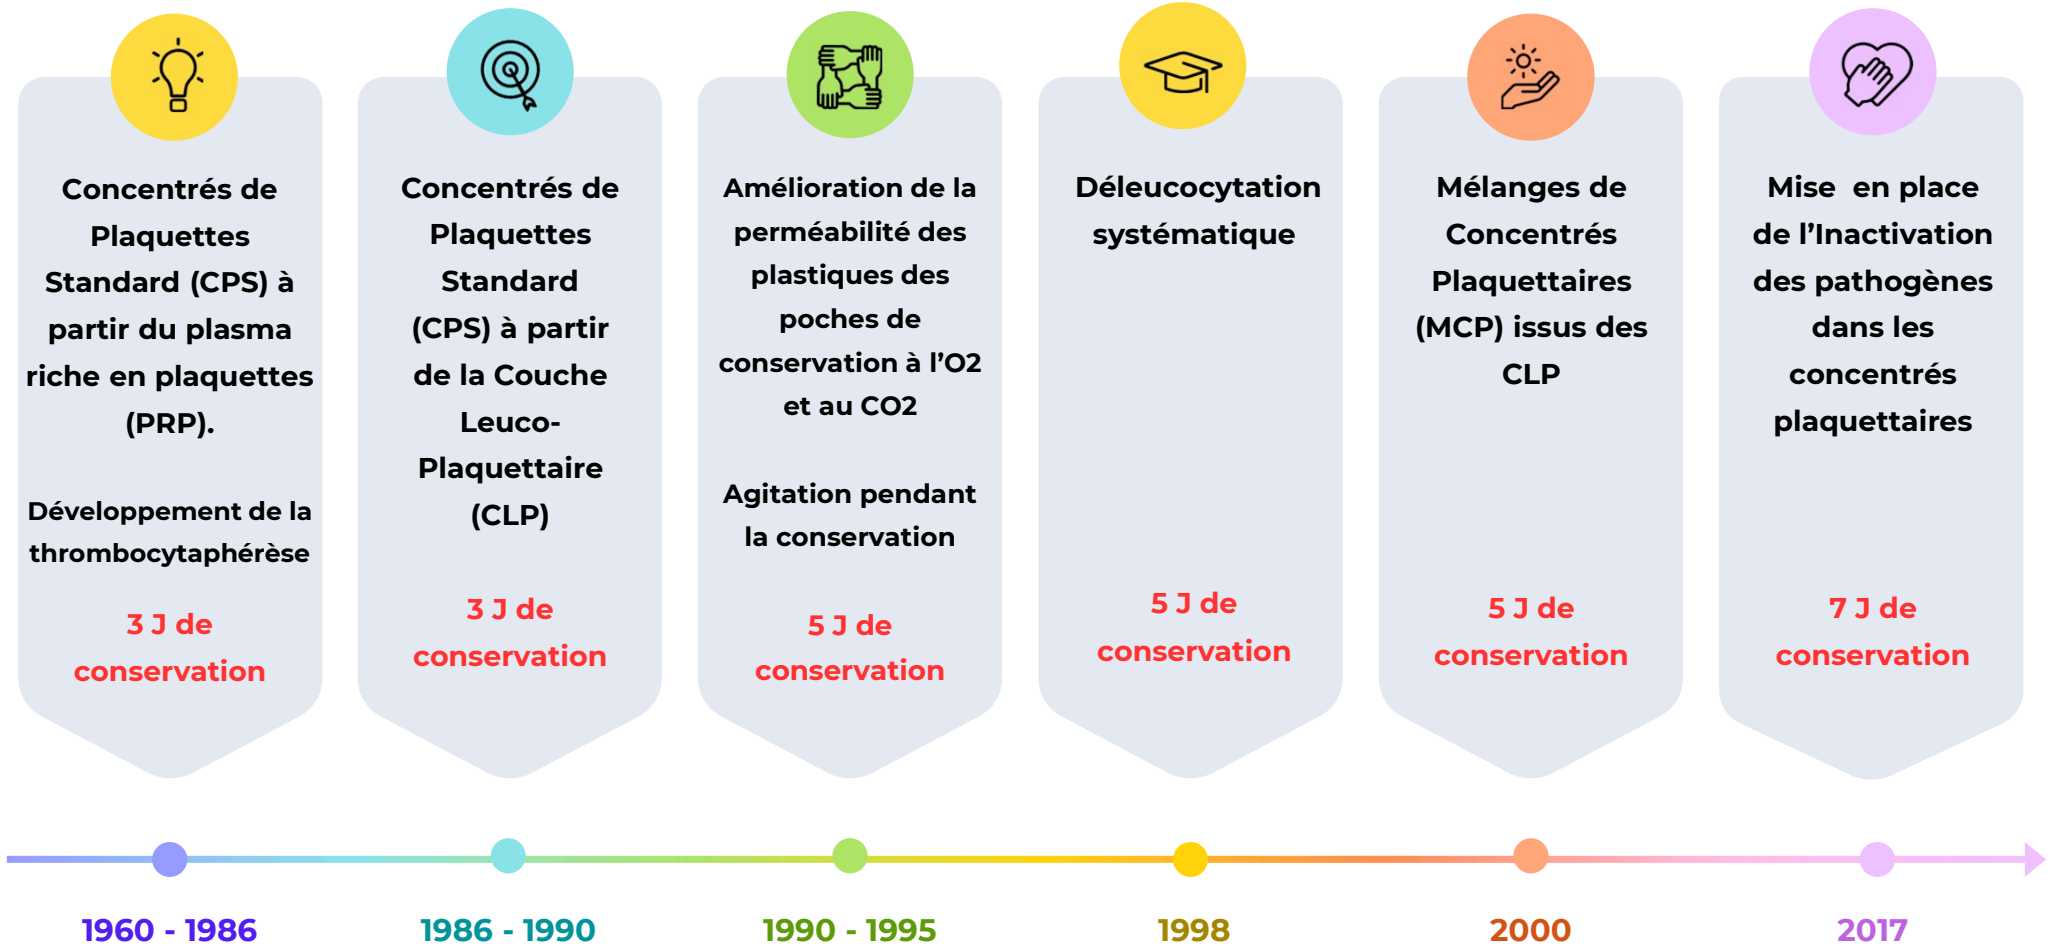 Concentrés de
Plaquettes
Standard (CPS) à
partir du plasma
riche en plaquettes
(PRP).
Développement de la
thrombocytaphérèse
3 J de
conservation
Concentrés de
Plaquettes
Standard
(CPS) à partir
de la Couche
Leuco-
Plaquettaire
(CLP)
3 J de
conservation
Amélioration de la
perméabilité des
plastiques des
poches de
conservation à l’O2
et au CO2
Agitation pendant
la conservation
5 J de
conservation
Déleucocytation
systématique
5 J de
conservation
Mélanges de
Concentrés
Plaquettaires
(MCP) issus des
CLP
5 J de
conservation
Mise en place
de l’Inactivation
des pathogènes
dans les
concentrés
plaquettaires
7 J de
conservation
1960 - 1986
1986 - 1990
1990 - 1995
1998
2000
2017